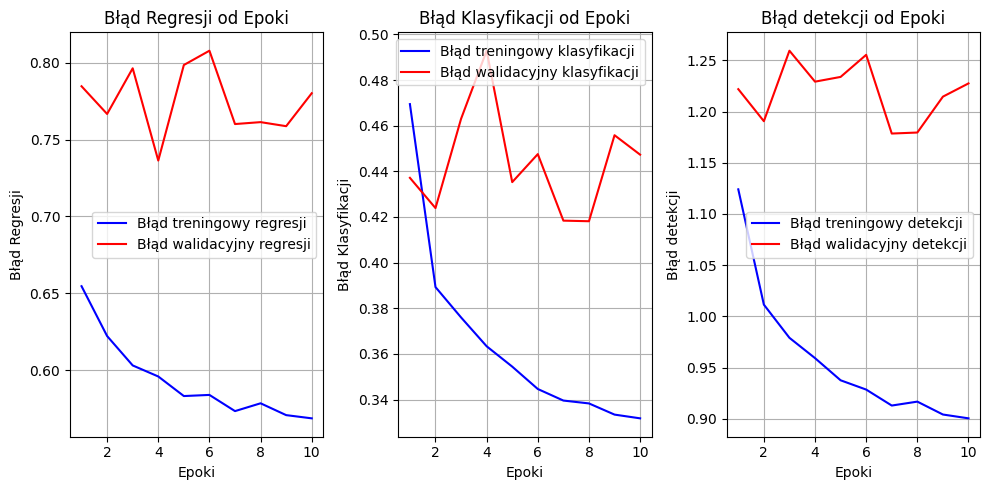 Błąd Regresji od Epoki
0.80
0.75
0.70
0.65
0.60
Błąd Regresji
Błąd treningowy regresji
Błąd walidacyjny regresji
2 4 6 8 10
Epoki
Błąd Klasyfikacji od Epoki
0.50
0.48
0.46
0.44
0.42
0.40
0.38
0.36
0.34
Błąd Klasyfikacji
Błąd treningowy klasyfikacji
Błąd walidacyjny klasyfikacji
2 4 6 8 10
Epoki
Błąd detekcji od Epoki
1.25
1.20
1.15
1.10
1.05
1.00
0.95
0.90
Błąd detekcji
Błąd treningowy detekcji
Błąd walidacyjny detekcji
2 4 6 8 10
Epoki